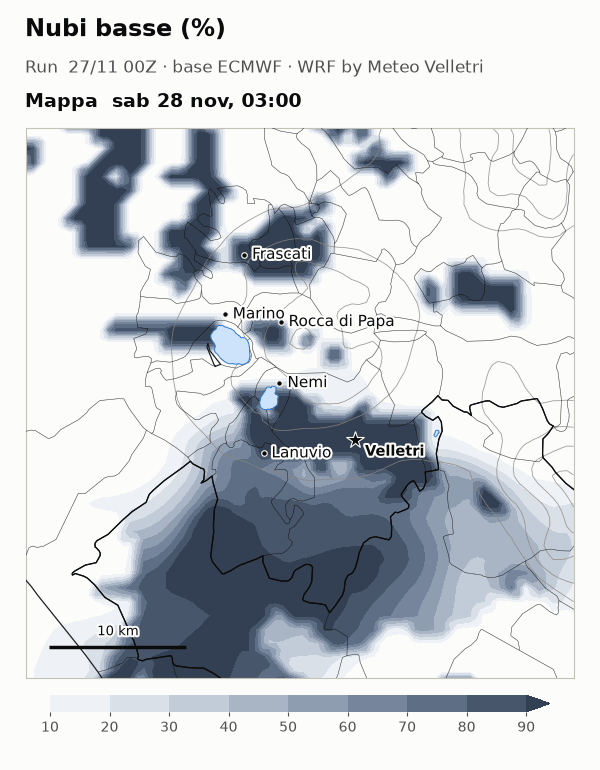 Nubi basse (%)
Run  27/11 00Z · base ECMWF · WRF by Meteo Velletri
Mappa  sab 28 nov, 03:00
Frascati
Marino
Rocca di Papa
Nemi
Velletri
Lanuvio
10 km
10 20 30 40 50 60 70 80 90